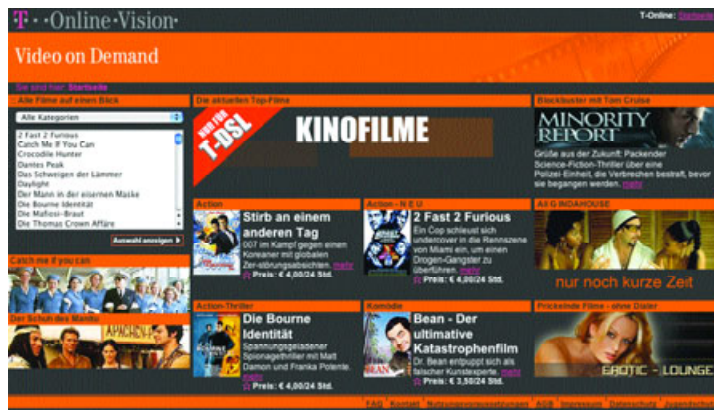 T · · Online · Vision ·
T-Online: Startseite
Video on Demand
Sie sind hier: Startseite
:: Alle Filme auf einen Blick
Alle Kategorien
2 Fast 2 Furious
Catch Me If You Can
Crocodile Hunter
Dantes Peak
Das Schweigen der Lämmer
Daylight
Der Mann in der eisernen Maske
Die Bourne Identität
Die Mafiosi-Braut
Die Thomas Crown Affäre
Auswahl anzeigen
Catch me if you can
Der Schuh des Manitu
APACHE PUB
Die aktuellen Top-Filme
NUR FÜR
T-DSL
KINOFILME
Action
Stirb an einem
anderen Tag
007 im Kampf gegen einen
Koreaner mit globalen
Zer-störungsabsichten. mehr
Preis: € 4,00/24 Std.
Action - N E U
2 Fast 2 Furious
Ein Cop schleust sich
undercover in die Rennszene
von Miami ein, um einen
Drogen-Gangster zu
überführen. mehr
Preis: € 4,00/24 Std.
Action-Thriller
Die Bourne
Identität
Spannungsgeladener
Spionagethriller mit Matt
Damon und Franka Potente.
mehr
Preis: € 4,00/24 Std.
Komödie
BEAN
Bean - Der
ultimative
Katastrophenfilm
Dr. Bean entpuppt sich als
falscher Kunstexperte. mehr
Preis: € 3,50/24 Std.
Blockbuster mit Tom Cruise
MINORITY
REPORT
Grüße aus der Zukunft: Packender
Science-Fiction-Thriller über eine
Polizei-Einheit, die Verbrechen bestraft, bevor
sie begangen werden. mehr
Ali G INDAHOUSE
nur noch kurze Zeit
Prickelnde Filme - ohne Dialer
EROTIC - LOUNGE
FAQ Kontakt Nutzungsvoraussetzungen AGB Impressum Datenschutz Jugendschutz